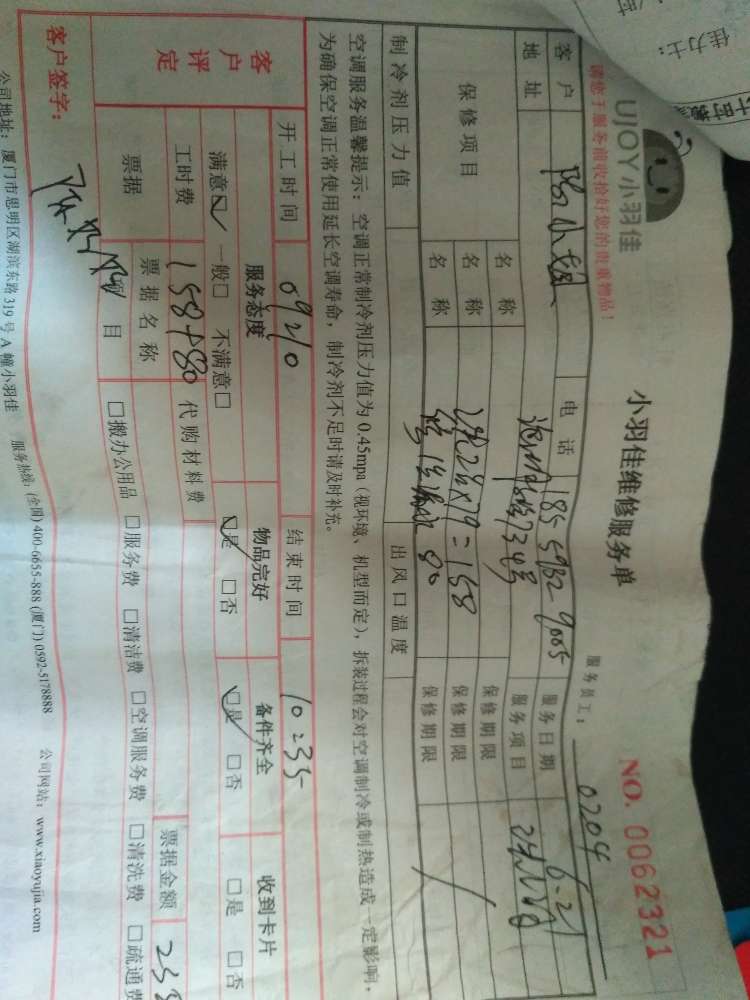 佳力士：
UJOY小羽佳
小羽佳维修服务单
NO. 0062321
请您于服务前收拾好您的贵重物品！
服务员工： 0204
客户 电话 185 5982 9005 服务日期 6.21
地址 服务项目
保修项目 名称 保修期限
名称 2×79=158 保修期限
名称 80 保修期限
制冷剂压力值 出风口温度
空调服务温馨提示：空调正常制冷剂压力值为 0.45mpa（视环境、机型而定），拆装过程会对空调制冷或制热造成一定影响，
为确保空调正常使用延长空调寿命，制冷剂不足时请及时补充。
客户评定
开工时间 09210 结束时间 10235
服务态度 物品完好 备件齐全 收到卡片
满意☑ 一般□ 不满意□ ☑是 □否 ☑是 □否 □是 □否
工时费 158+80 代购材料费 票据金额
票据 票据名称
项目 □搬办公用品 □服务费 □清洁费 □空调服务费 □清洗费 □疏通费
客户签字：
公司地址：厦门市思明区湖滨东路 319 号 A 幢小羽佳 服务热线：(全国) 400-6655-888 (厦门) 0592-5178888 公司网站：www.xiaoyujia.com